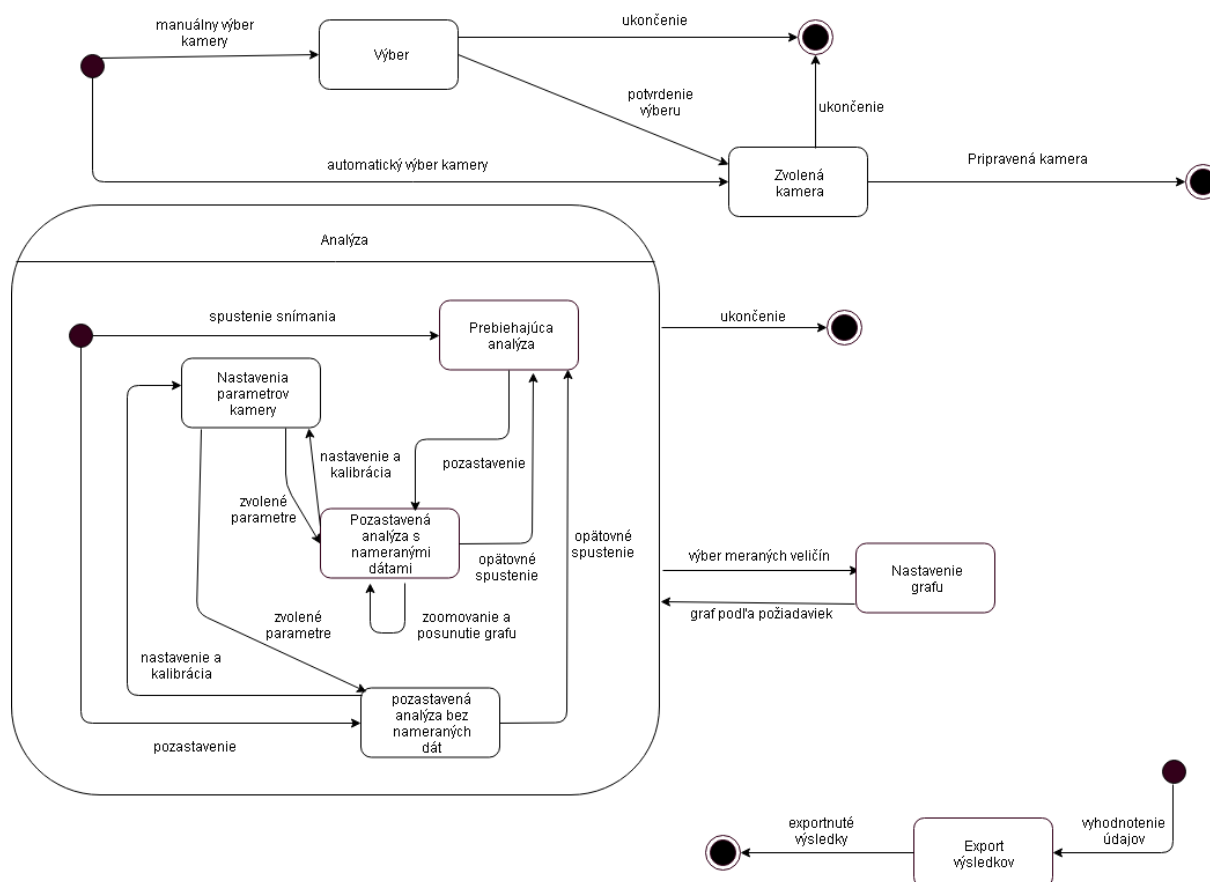 manuálny výber
kamery
ukončenie
Výber
potvrdenie
výberu
ukončenie
automatický výber kamery
Zvolená
kamera
Pripravená kamera
Analýza
spustenie snímania
Prebiehajúca
analýza
ukončenie
Nastavenia
parametrov
kamery
nastavenie a
kalibrácia
pozastavenie
zvolené
parametre
Pozastavená
analýza s
nameranými
dátami
opätovné
spustenie
opätovné
spustenie
výber meraných veličín
Nastavenie
grafu
graf podľa požiadaviek
zvolené
parametre
zoomovanie a
posunutie grafu
nastavenie a
kalibrácia
pozastavená
analýza bez
nameraných
dát
pozastavenie
exportnuté
výsledky
Export
výsledkov
vyhodnotenie
údajov